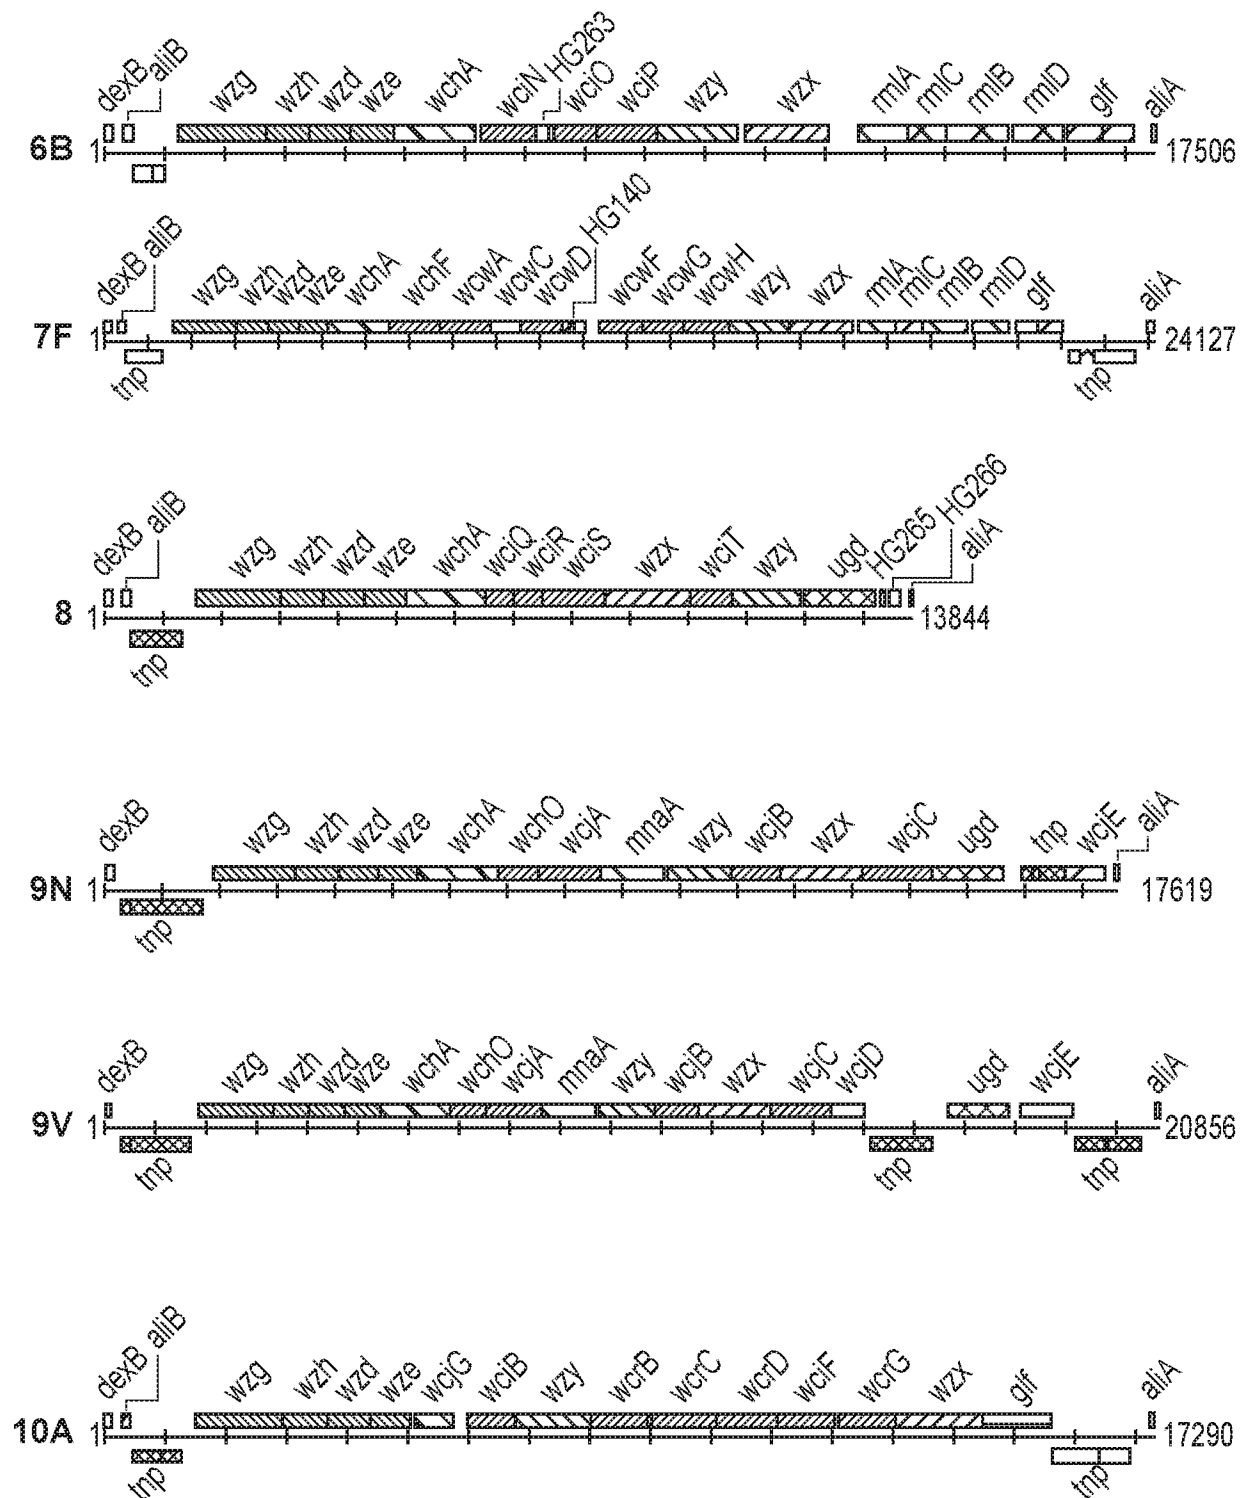 dexB aliB wzg wzh wzd wze wchA wciN HG263 wciO wciP wzy wzx rmlA rmlC rmlB rmlD glf aliA
6B 1 17506
dexB aliB wzg wzh wzd wze wchA wchF wcwA wcwC wcwD HG140 wcwF wcwG wcwH wzy wzx rmlA rmlC rmlB rmlD glf aliA
7F 1 24127
tnp tnp
dexB aliB wzg wzh wzd wze wchA wciQ wciR wciS wzx wciT wzy ugd HG265 HG266 aliA
8 1 13844
tnp
dexB wzg wzh wzd wze wchA wchO wcjA mnaA wzy wcjB wzx wcjC ugd tnp wcjE aliA
9N 1 17619
tnp
dexB wzg wzh wzd wze wchA wchO wcjA mnaA wzy wcjB wzx wcjC wcjD ugd wcjE aliA
9V 1 20856
tnp tnp tnp
dexB aliB wzg wzh wzd wze wcjG wciB wzy wcrB wcrC wcrD wciF wcrG wzx glf aliA
10A 1 17290
tnp tnp